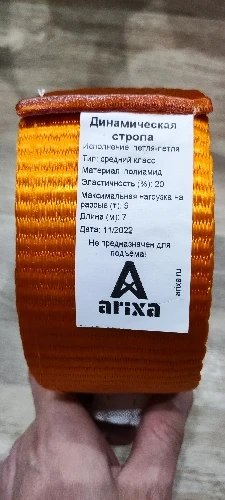 Динамическая
стропа
Исполнение: петля-петля
Тип: средний класс
Материал: полиамид
Эластичность (%): 20
Максимальная нагрузка на
разрыв (т): 5
Длина (м): 7
Дата: 11/2022
Не предназначен для
подъема!
arixa
arixa.ru